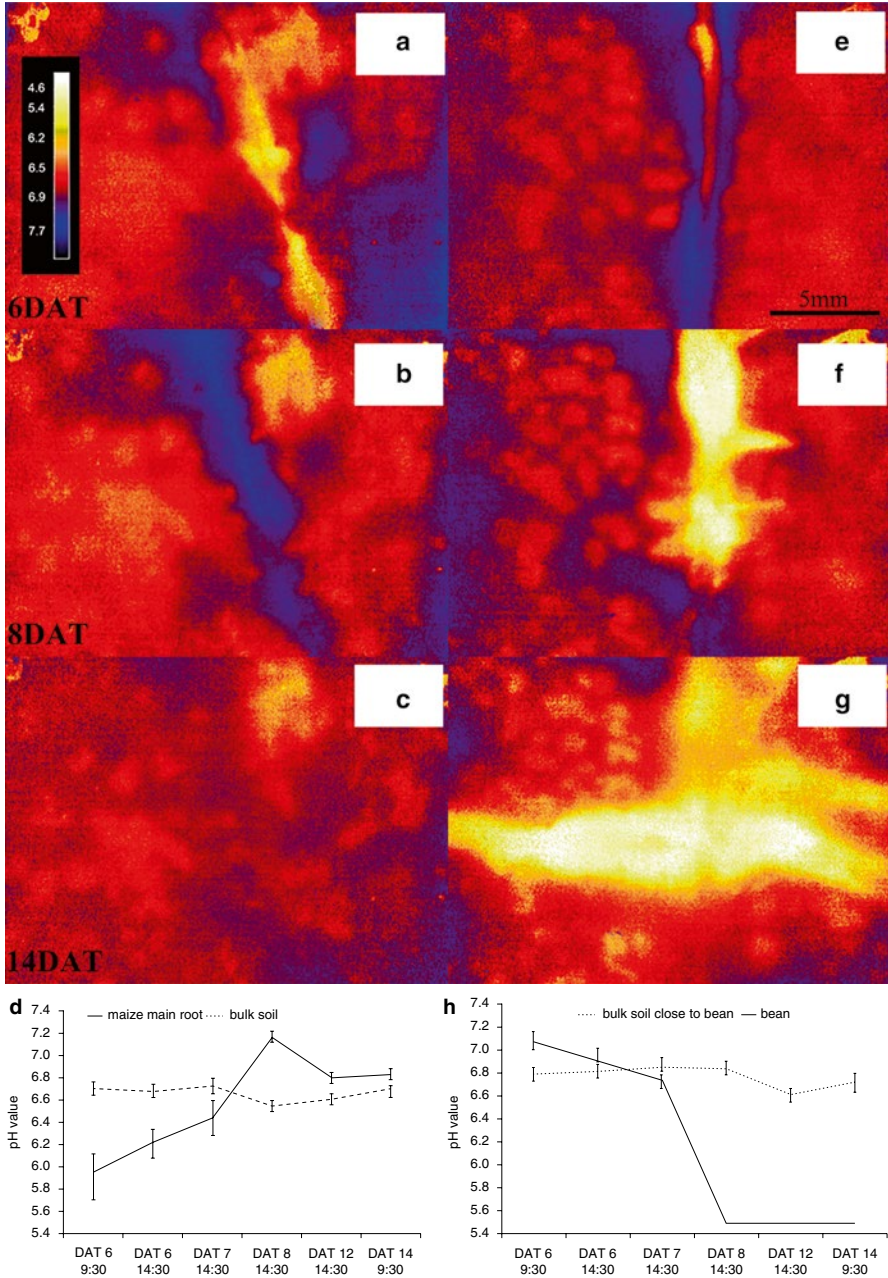 a
e
4.6
5.4
6.2
6.5
6.9
7.7
6DAT
5mm
b
f
8DAT
c
g
14DAT
d
maize main root
bulk soil
7.4
7.2
7.0
6.8
6.6
6.4
6.2
6.0
5.8
5.6
5.4
pH value
DAT 6 DAT 6 DAT 7 DAT 8 DAT 12 DAT 14
9:30 14:30 14:30 14:30 14:30 9:30
h
bulk soil close to bean
bean
7.4
7.2
7.0
6.8
6.6
6.4
6.2
6.0
5.8
5.6
5.4
pH value
DAT 6 DAT 6 DAT 7 DAT 8 DAT 12 DAT 14
9:30 14:30 14:30 14:30 14:30 9:30